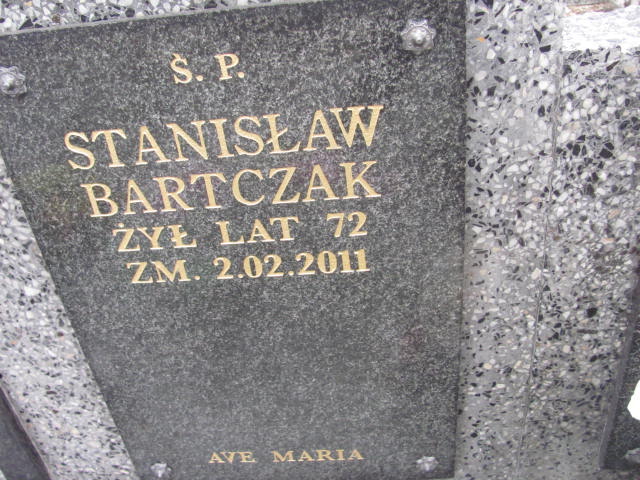 Ś. P.
STANISŁAW
BARTCZAK
ŻYŁ LAT 72
ZM. 2.02.2011
AVE MARIA